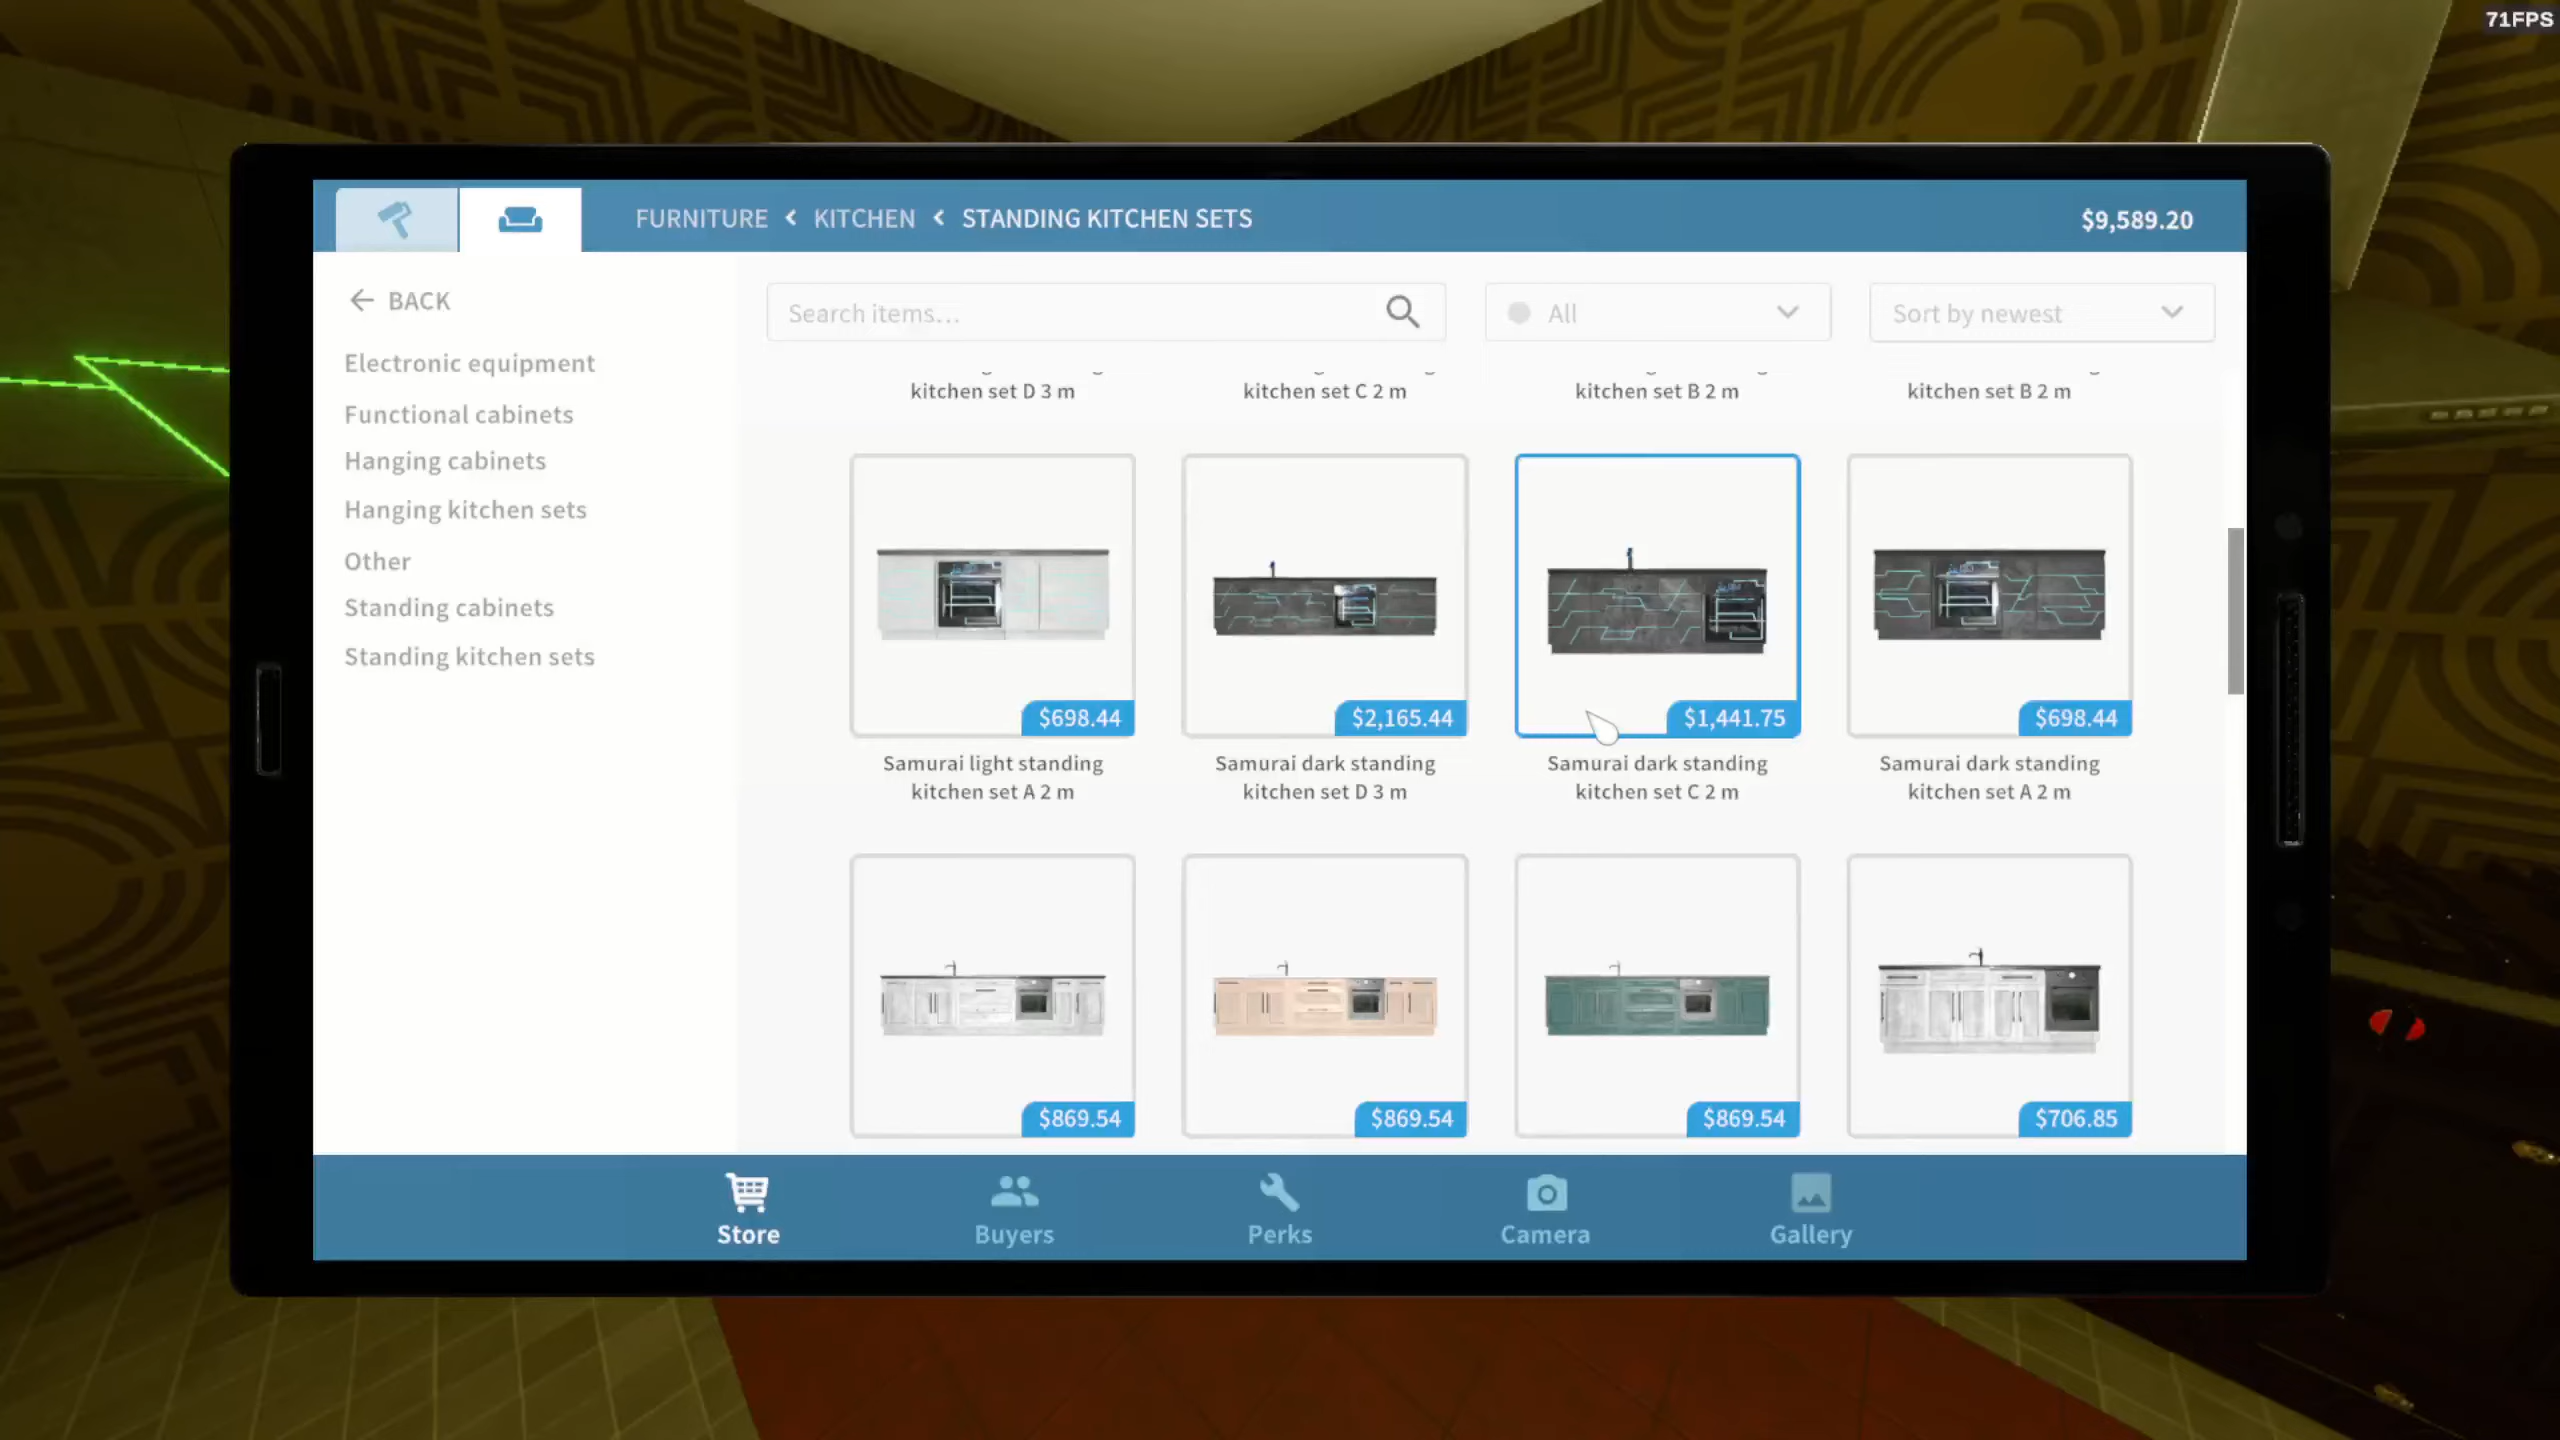 71FPS
FURNITURE < KITCHEN < STANDING KITCHEN SETS
$9,589.20
BACK
Search items...
All
Sort by newest
Electronic equipment
Functional cabinets
Hanging cabinets
Hanging kitchen sets
Other
Standing cabinets
Standing kitchen sets
kitchen set D 3 m
kitchen set C 2 m
kitchen set B 2 m
kitchen set B 2 m
$698.44
$2,165.44
$1,441.75
$698.44
Samurai light standing
kitchen set A 2 m
Samurai dark standing
kitchen set D 3 m
Samurai dark standing
kitchen set C 2 m
Samurai dark standing
kitchen set A 2 m
$869.54
$869.54
$869.54
$706.85
Store
Buyers
Perks
Camera
Gallery